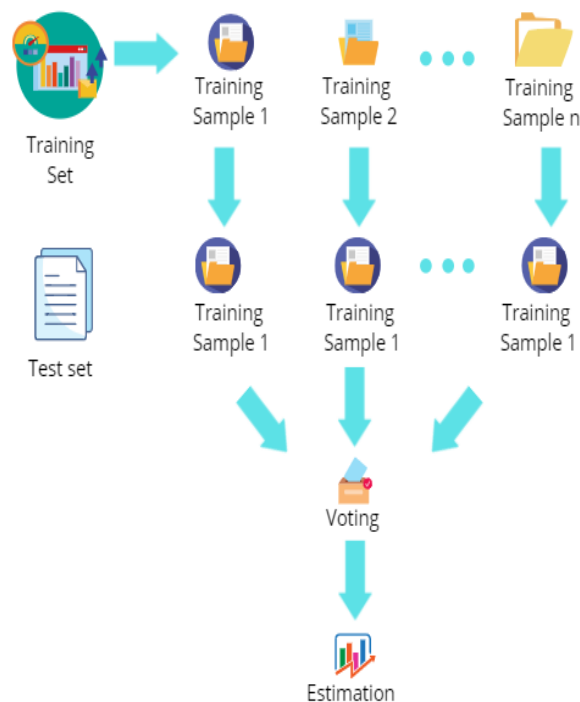 Training
Set
Training
Sample 1
Training
Sample 2
Training
Sample n
Test set
Training
Sample 1
Training
Sample 1
Training
Sample 1
Voting
Estimation